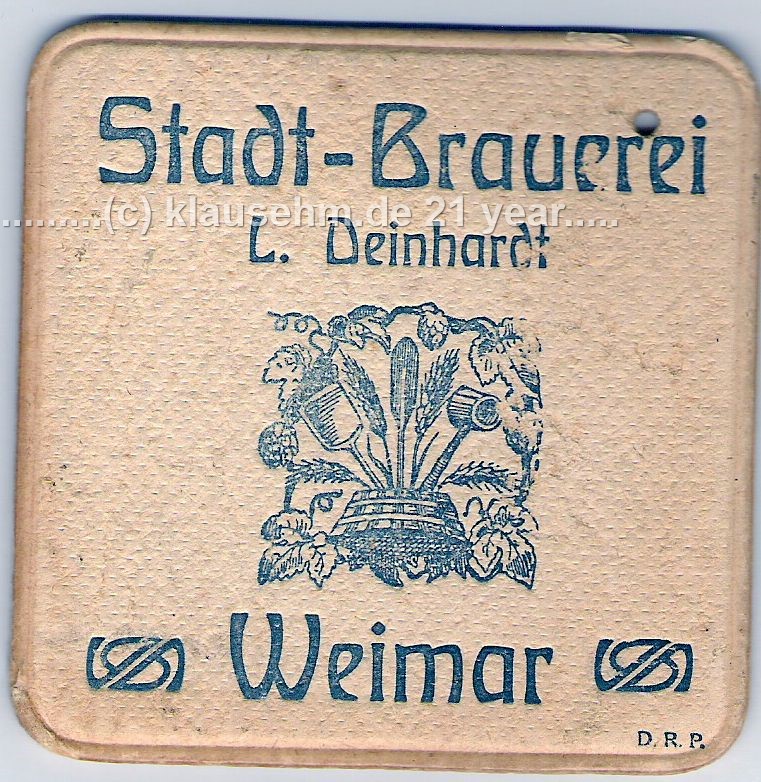 Stadt-Brauerei
.........(c) klausehm.de 21 year.....
L. Deinhardt
Weimar
D. R. P.